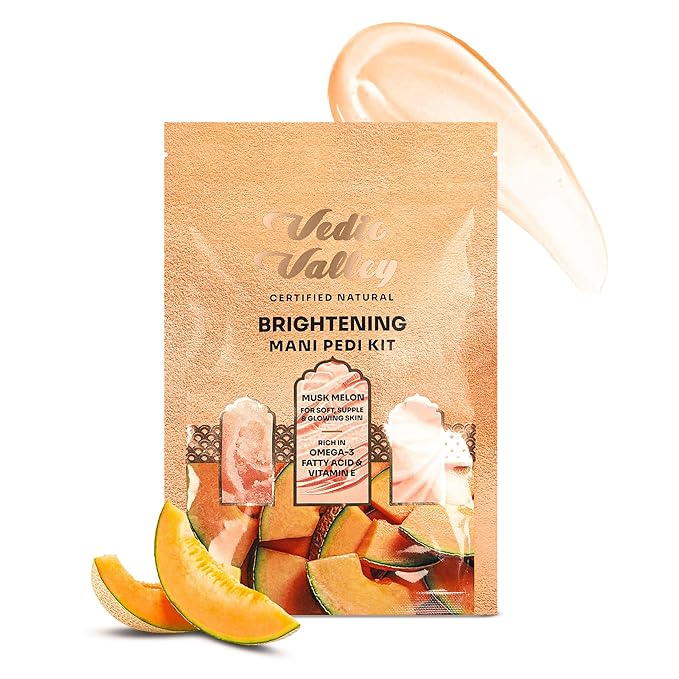 Vedic
Valley
CERTIFIED NATURAL
BRIGHTENING
MANI PEDI KIT
MUSK MELON
FOR SOFT, SUPPLE
& GLOWING SKIN
RICH IN
OMEGA-3
FATTY ACID &
VITAMIN E